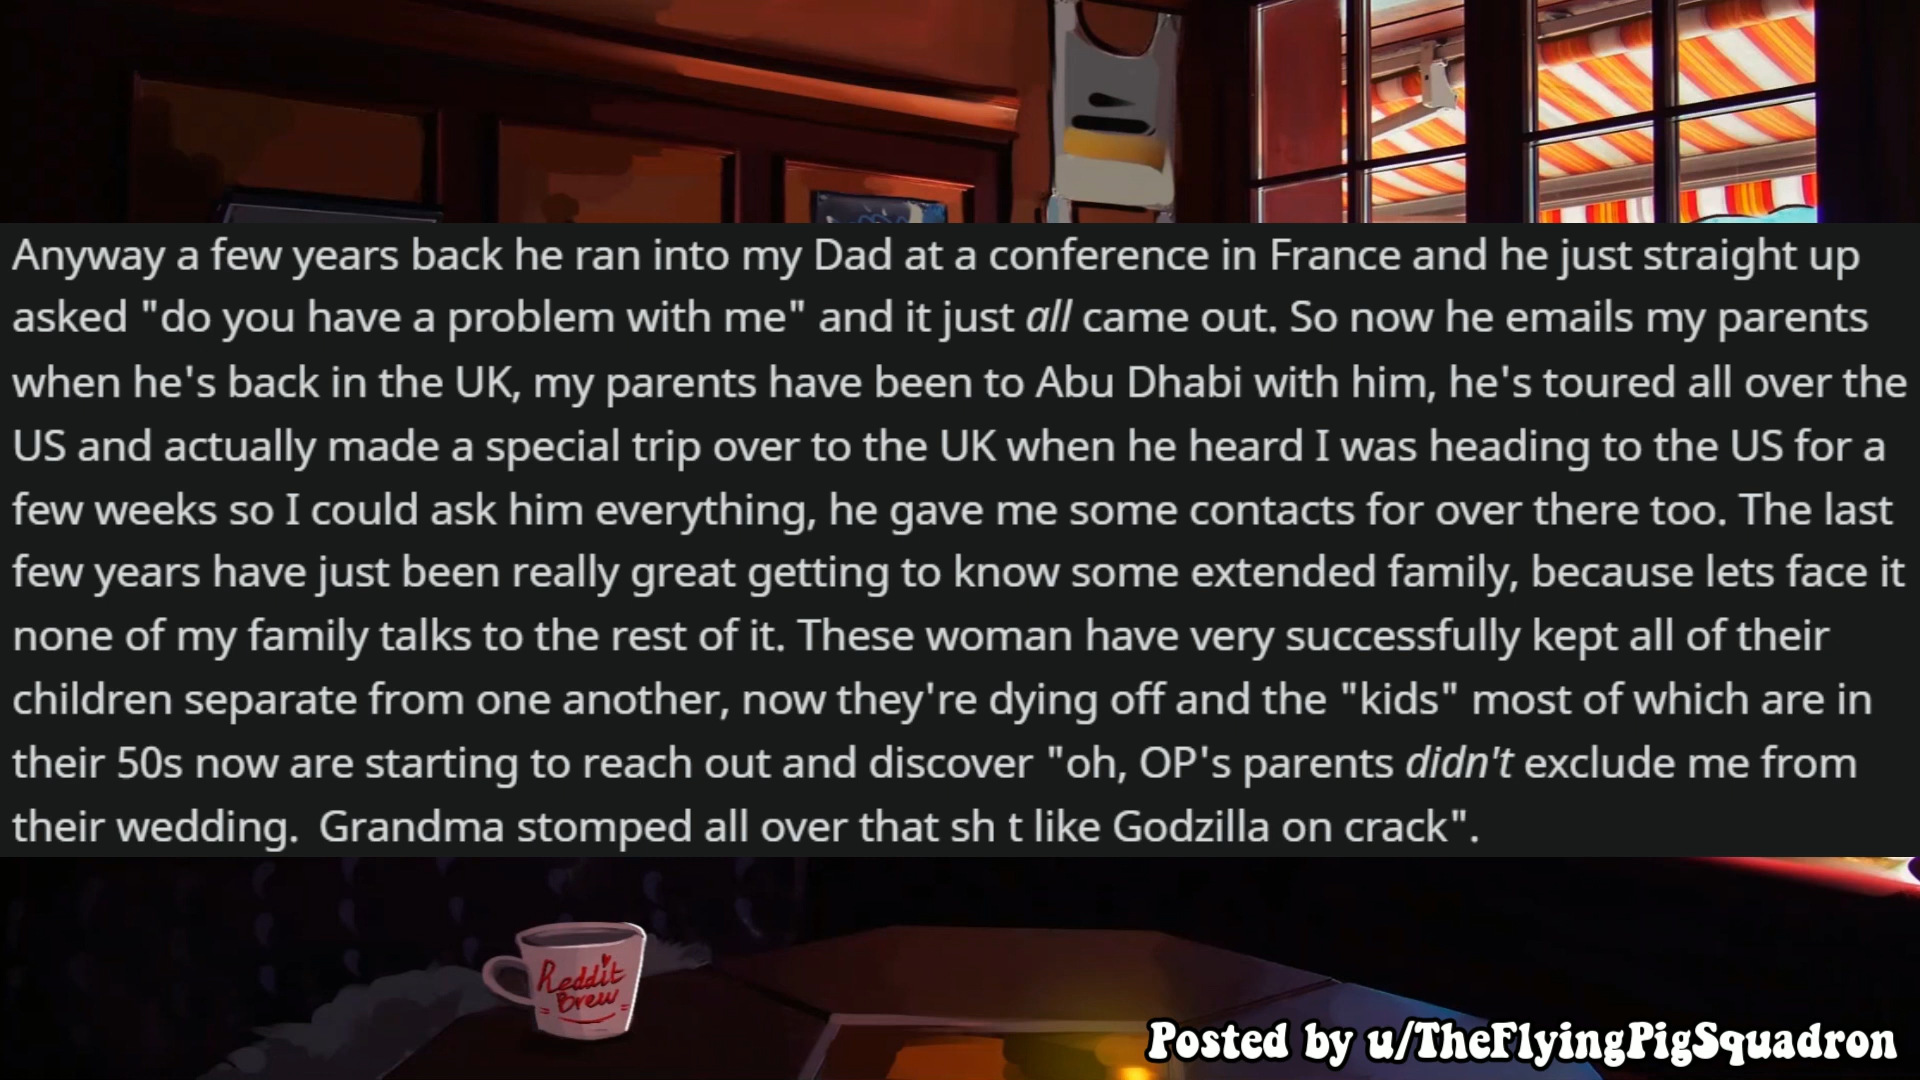 Anyway a few years back he ran into my Dad at a conference in France and he just straight up
asked "do you have a problem with me" and it just all came out. So now he emails my parents
when he's back in the UK, my parents have been to Abu Dhabi with him, he's toured all over the
US and actually made a special trip over to the UK when he heard I was heading to the US for a
few weeks so I could ask him everything, he gave me some contacts for over there too. The last
few years have just been really great getting to know some extended family, because lets face it
none of my family talks to the rest of it. These woman have very successfully kept all of their
children separate from one another, now they're dying off and the "kids" most of which are in
their 50s now are starting to reach out and discover "oh, OP's parents didn't exclude me from
their wedding.  Grandma stomped all over that sh t like Godzilla on crack".
Reddit
Brew
Posted by u/TheFlyingPigSquadron